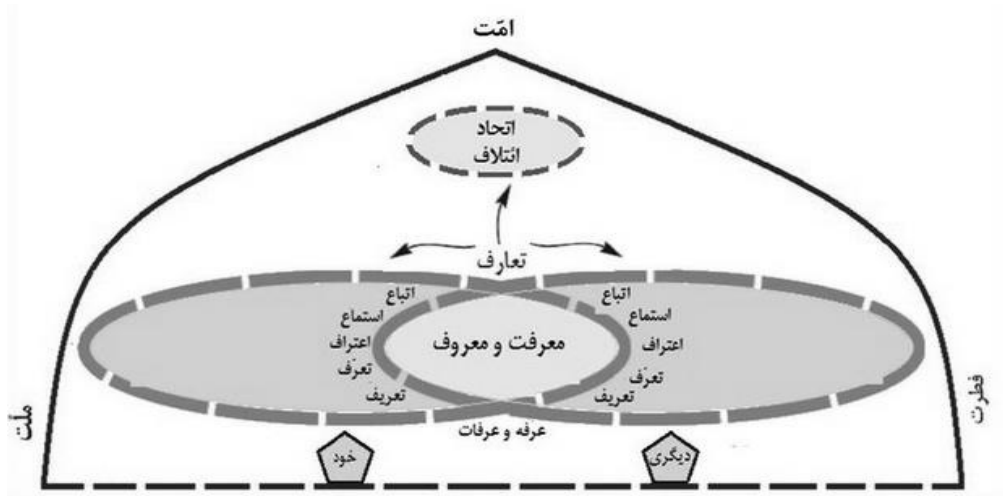 امّت
اتحاد
ائتلاف
تعارف
اتباع
استماع
اعتراف
تعرّف
تعریف
معرفت و معروف
اتباع
استماع
اعتراف
تعرّف
تعریف
عرفه و عرفات
دیگری
خود
فطرت
ملّت